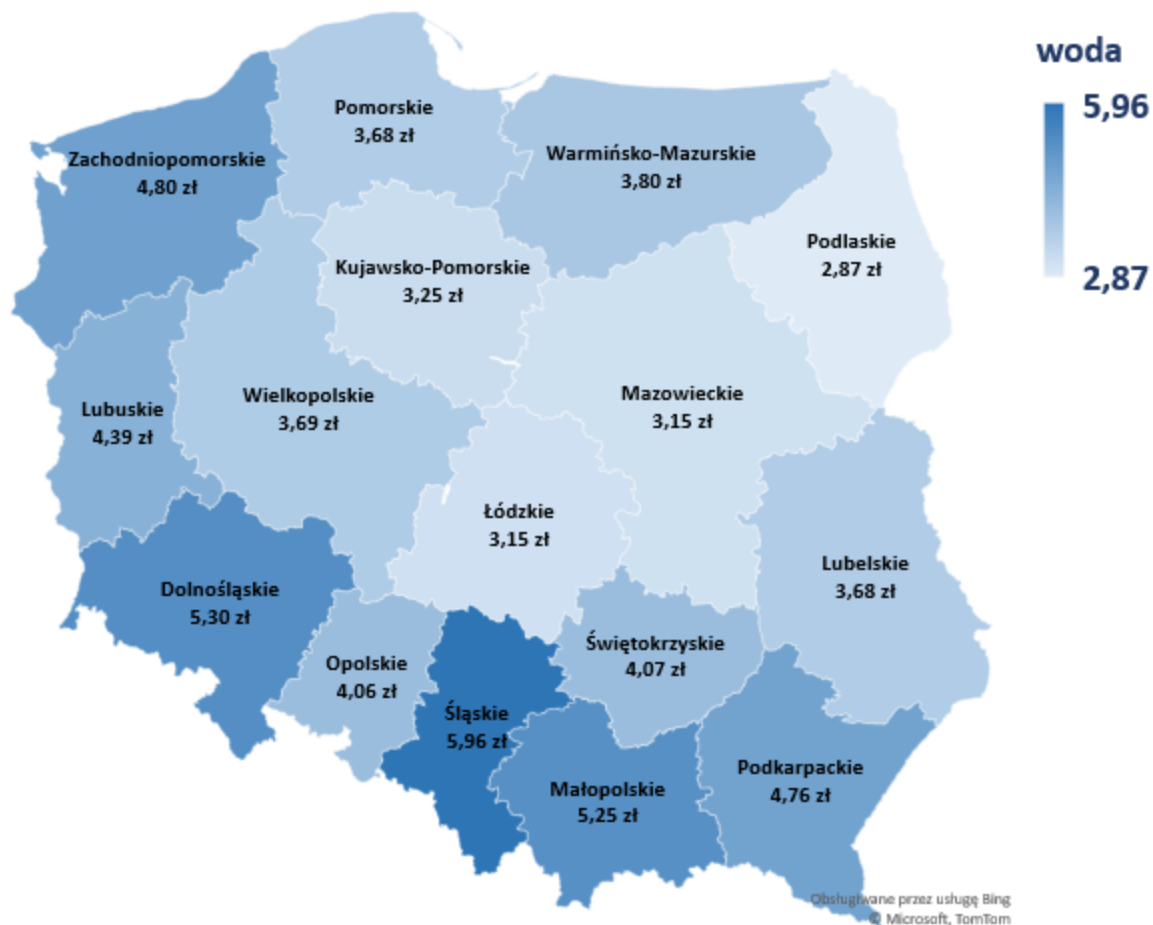 woda
5,96
2,87
Pomorskie
3,68 zł
Zachodniopomorskie
4,80 zł
Warmińsko-Mazurskie
3,80 zł
Podlaskie
2,87 zł
Kujawsko-Pomorskie
3,25 zł
Lubuskie
4,39 zł
Wielkopolskie
3,69 zł
Mazowieckie
3,15 zł
Łódzkie
3,15 zł
Lubelskie
3,68 zł
Dolnośląskie
5,30 zł
Opolskie
4,06 zł
Śląskie
5,96 zł
Świętokrzyskie
4,07 zł
Małopolskie
5,25 zł
Podkarpackie
4,76 zł
Obsługiwane przez usługę Bing
© Microsoft, TomTom